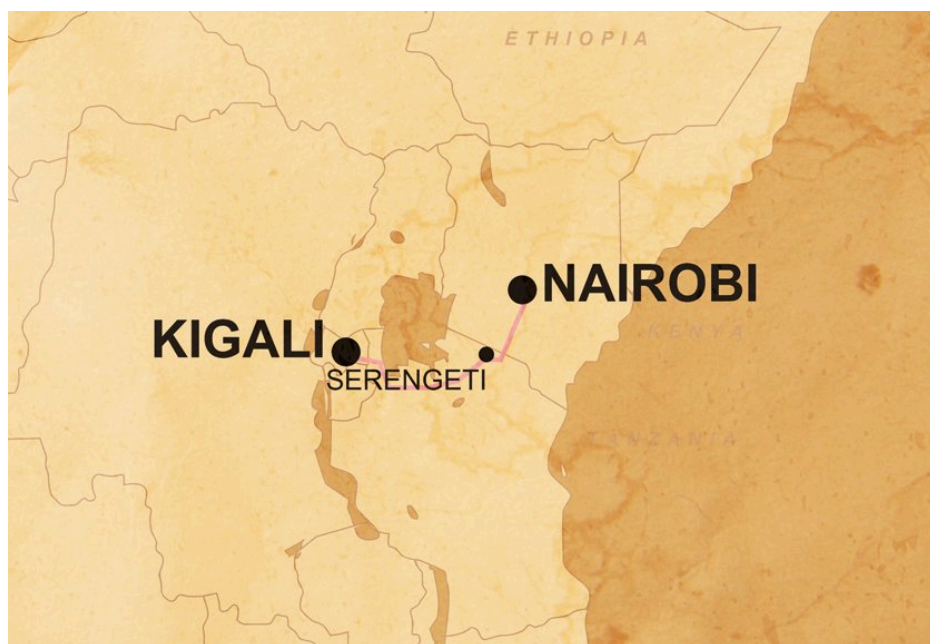 ETHIOPIA
NAIROBI
KENYA
KIGALI
SERENGETI
TANZANIA